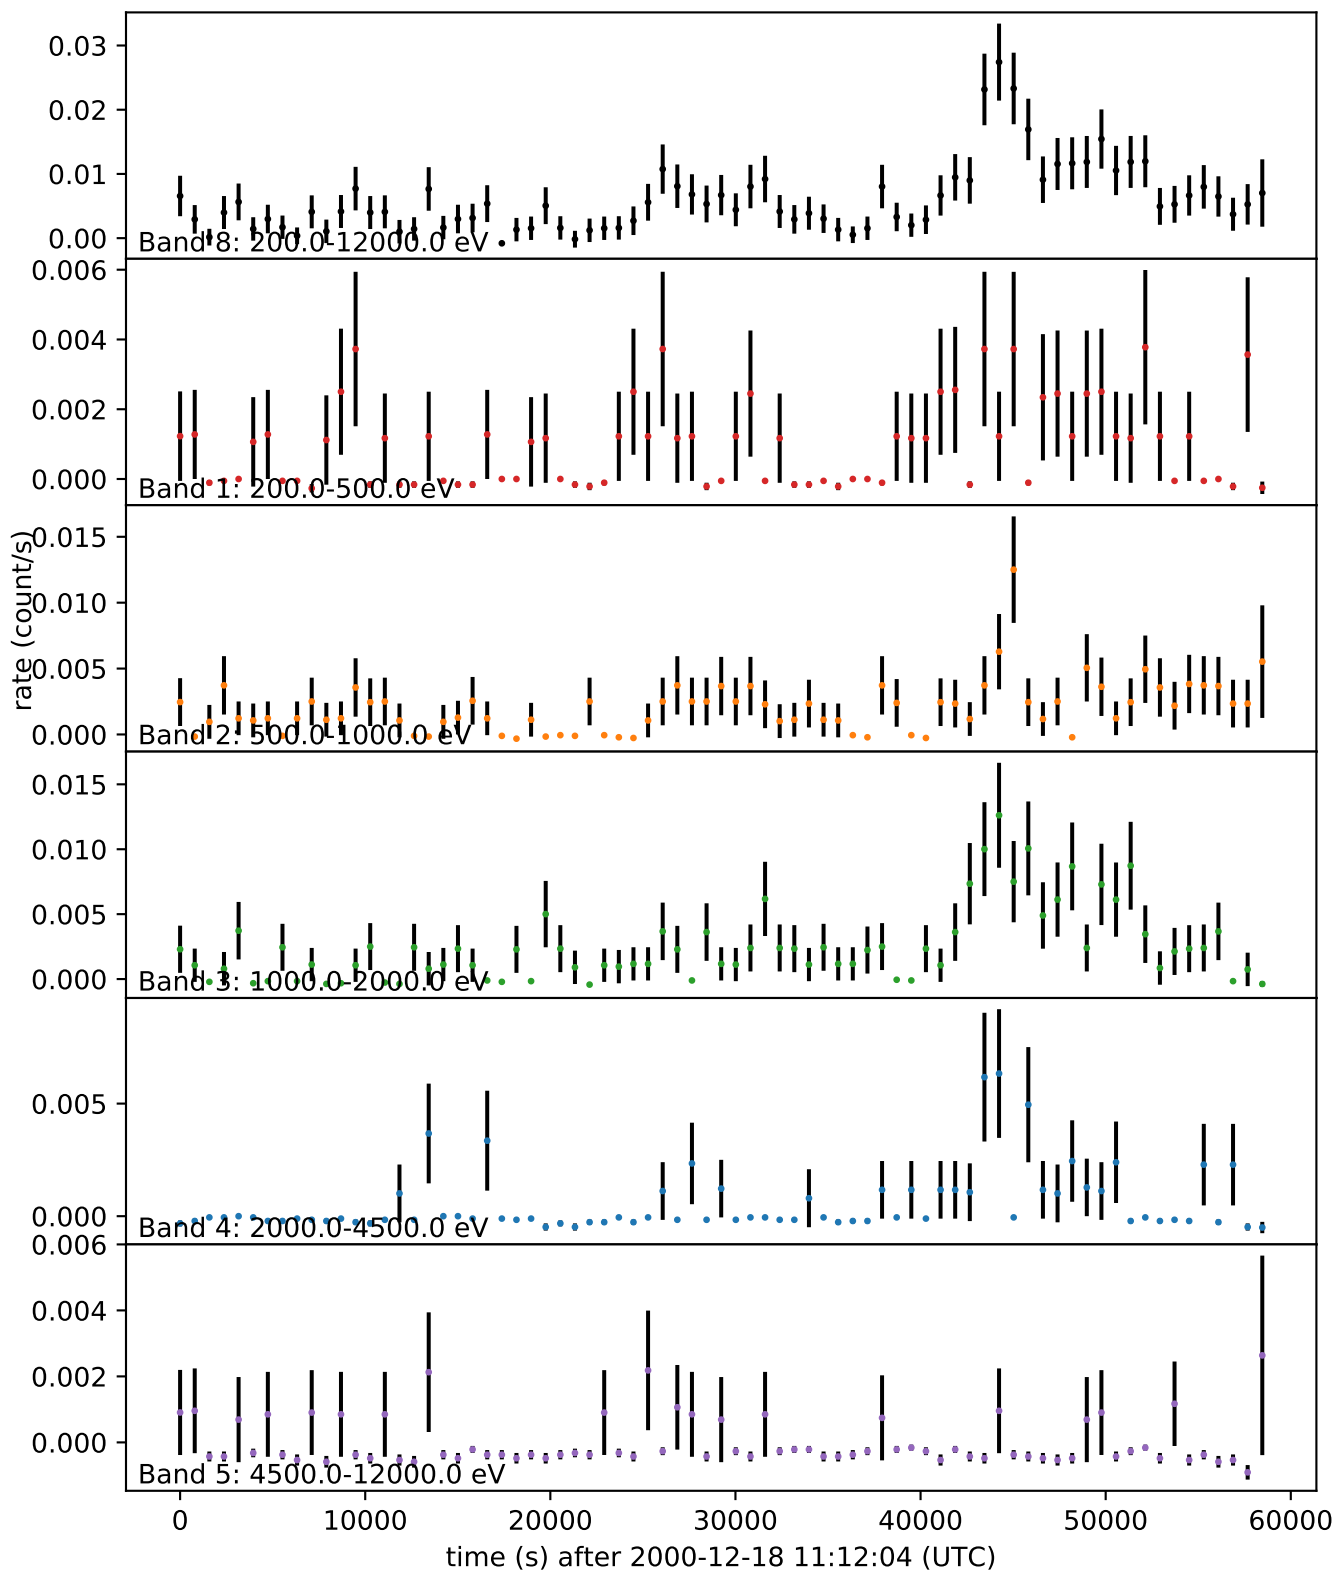 0.03
0.02
0.01
0.00
Band 8: 200.0-12000.0 eV
0.006
0.004
0.002
0.000
Band 1: 200.0-500.0 eV
rate (count/s)
0.015
0.010
0.005
0.000
Band 2: 500.0-1000.0 eV
0.015
0.010
0.005
0.000
Band 3: 1000.0-2000.0 eV
0.005
0.000
Band 4: 2000.0-4500.0 eV
0.006
0.004
0.002
0.000
Band 5: 4500.0-12000.0 eV
0 10000 20000 30000 40000 50000 60000
time (s) after 2000-12-18 11:12:04 (UTC)